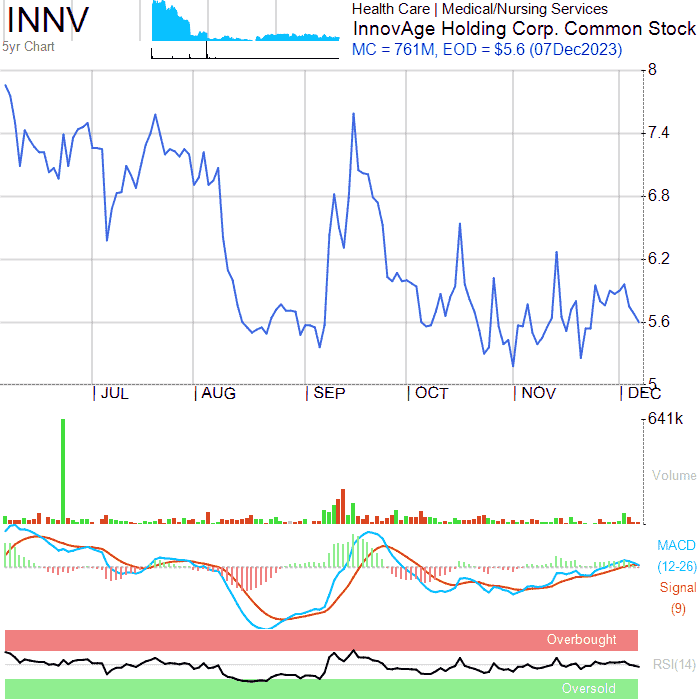 INNV
5yr Chart
Health Care | Medical/Nursing Services
InnovAge Holding Corp. Common Stock
MC = 761M, EOD = $5.6 (07Dec2023)
8
7.4
6.8
6.2
5.6
5
JUL AUG SEP OCT NOV DEC
641k
Volume
MACD
(12-26)
Signal
(9)
Overbought
RSI(14)
Oversold